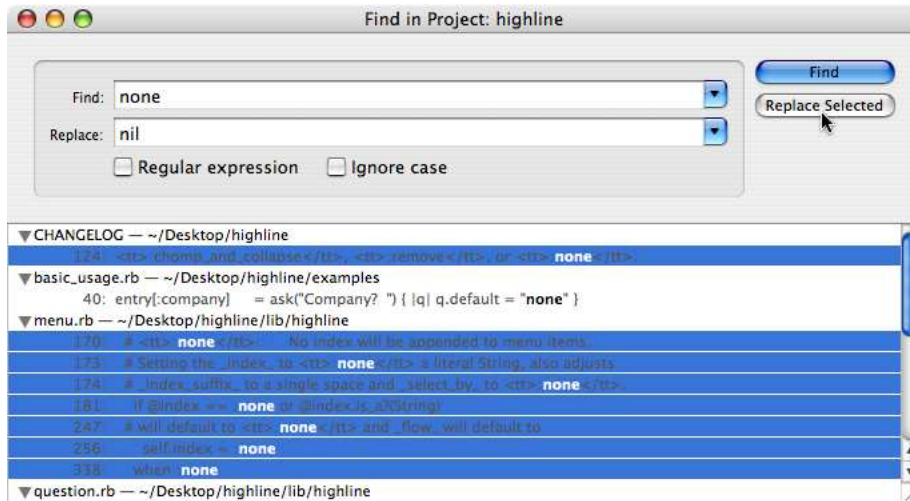 Find in Project: highline
Find
Find: none
Replace Selected
Replace: nil
Regular expression Ignore case
▼CHANGELOG — ~/Desktop/highline
124: <tt>:chomp_and_collapse</tt>, <tt>:remove</tt>, or <tt>:none</tt>.
▼basic_usage.rb — ~/Desktop/highline/examples
40: entry[:company] = ask("Company? ") { |q| q.default = "none" }
▼menu.rb — ~/Desktop/highline/lib/highline
170: # <tt>:none</tt>:: No index will be appended to menu items.
173: # Setting the _index_ to <tt>:none</tt> a literal String, also adjusts
174: # _index_suffix_ to a single space and _select_by_ to <tt>:none</tt>.
181: if @index == :none or @index.is_a?(String)
247: # will default to <tt>:none</tt> and _flow_ will default to
256: self.index = :none
338: when :none
▼question.rb — ~/Desktop/highline/lib/highline